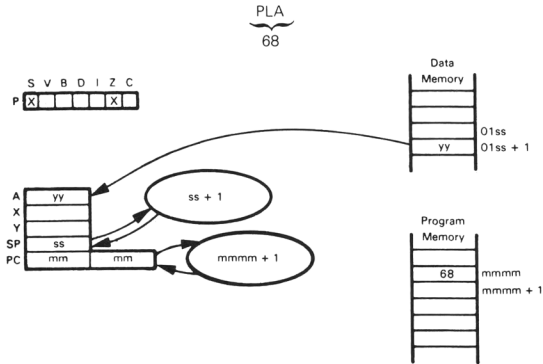 PLA
68
S V B D I Z C
P X X
Data
Memory
01ss
yy 01ss + 1
A yy
X
Y
SP ss
PC mm mm
ss + 1
mmmm + 1
Program
Memory
68 mmmm
mmmm + 1